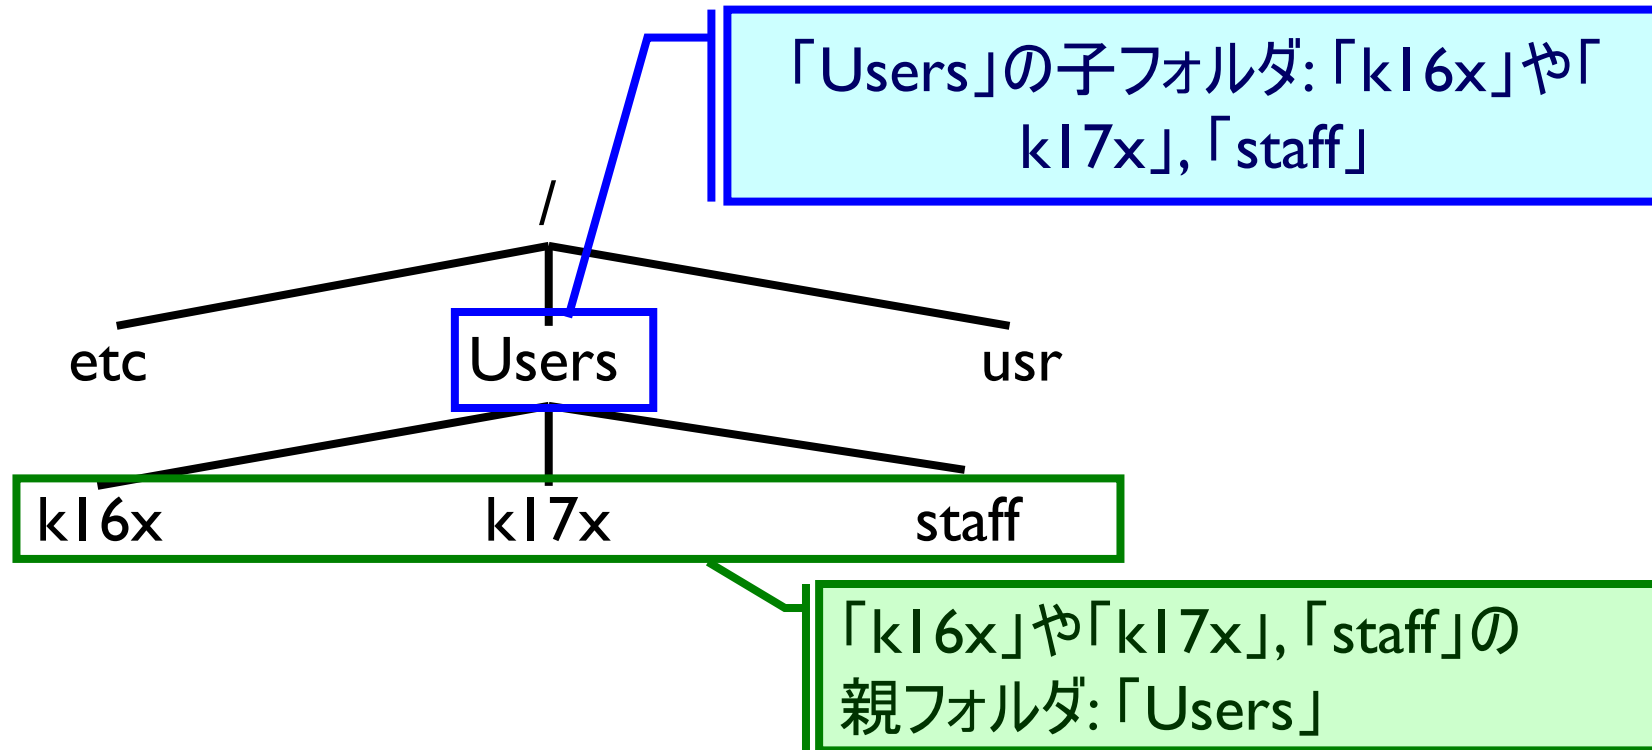 「Users」の子フォルダ: 「k16x」や「
k17x」, 「staff」
/
etc Users usr
k16x k17x staff
「k16x」や「k17x」, 「staff」の
親フォルダ: 「Users」